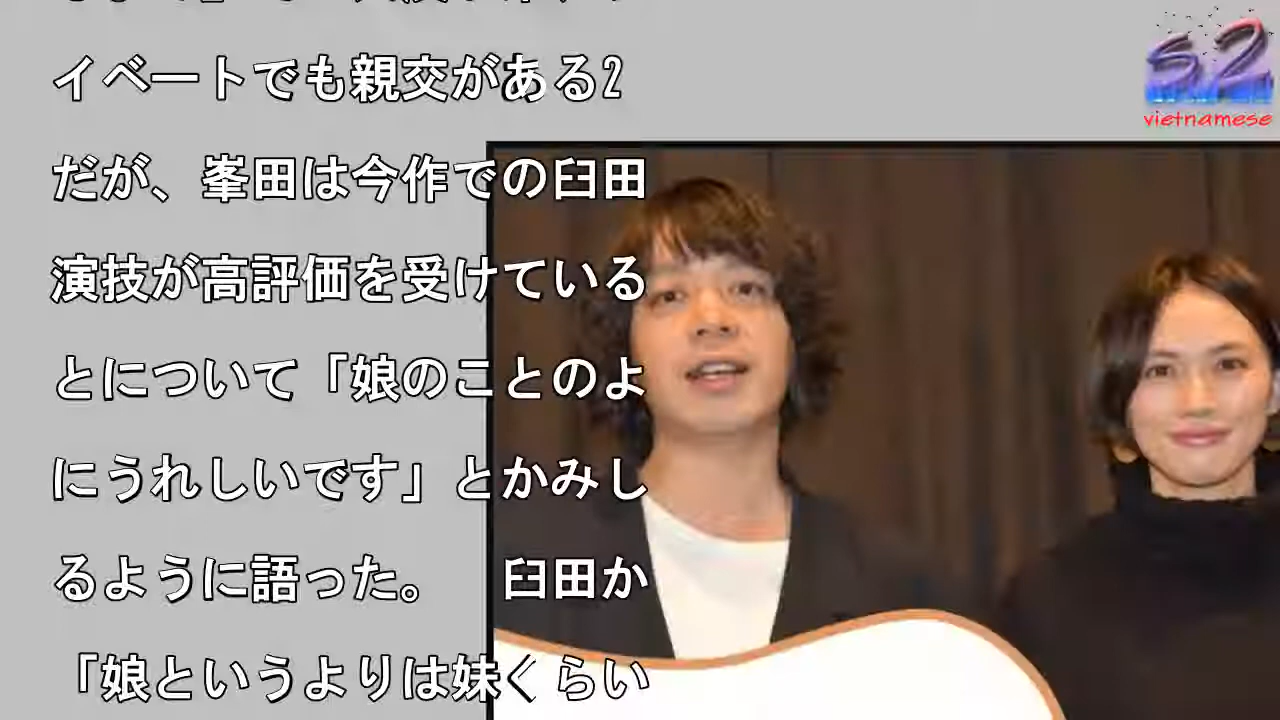 イベートでも親交がある2
だが、峯田は今作での臼田
演技が高評価を受けている
とについて「娘のことのよ
にうれしいです」とかみし
るように語った。　臼田か
「娘というよりは妹くらい
s2
vietnamese